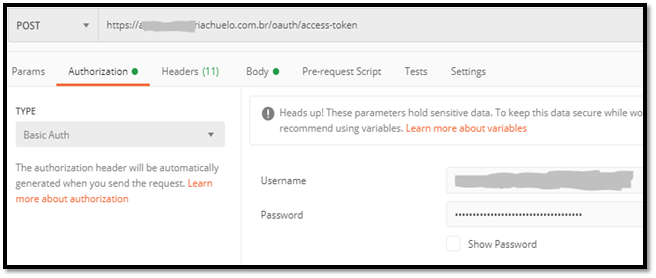 POST https://a riachuelo.com.br/oauth/access-token
Params Authorization Headers (11) Body Pre-request Script Tests Settings
TYPE
Basic Auth
The authorization header will be automatically
generated when you send the request. Learn
more about authorization
Heads up! These parameters hold sensitive data. To keep this data secure while wo
recommend using variables. Learn more about variables
Username
Password ••••••••••••••••••••••••••••••••••••
Show Password